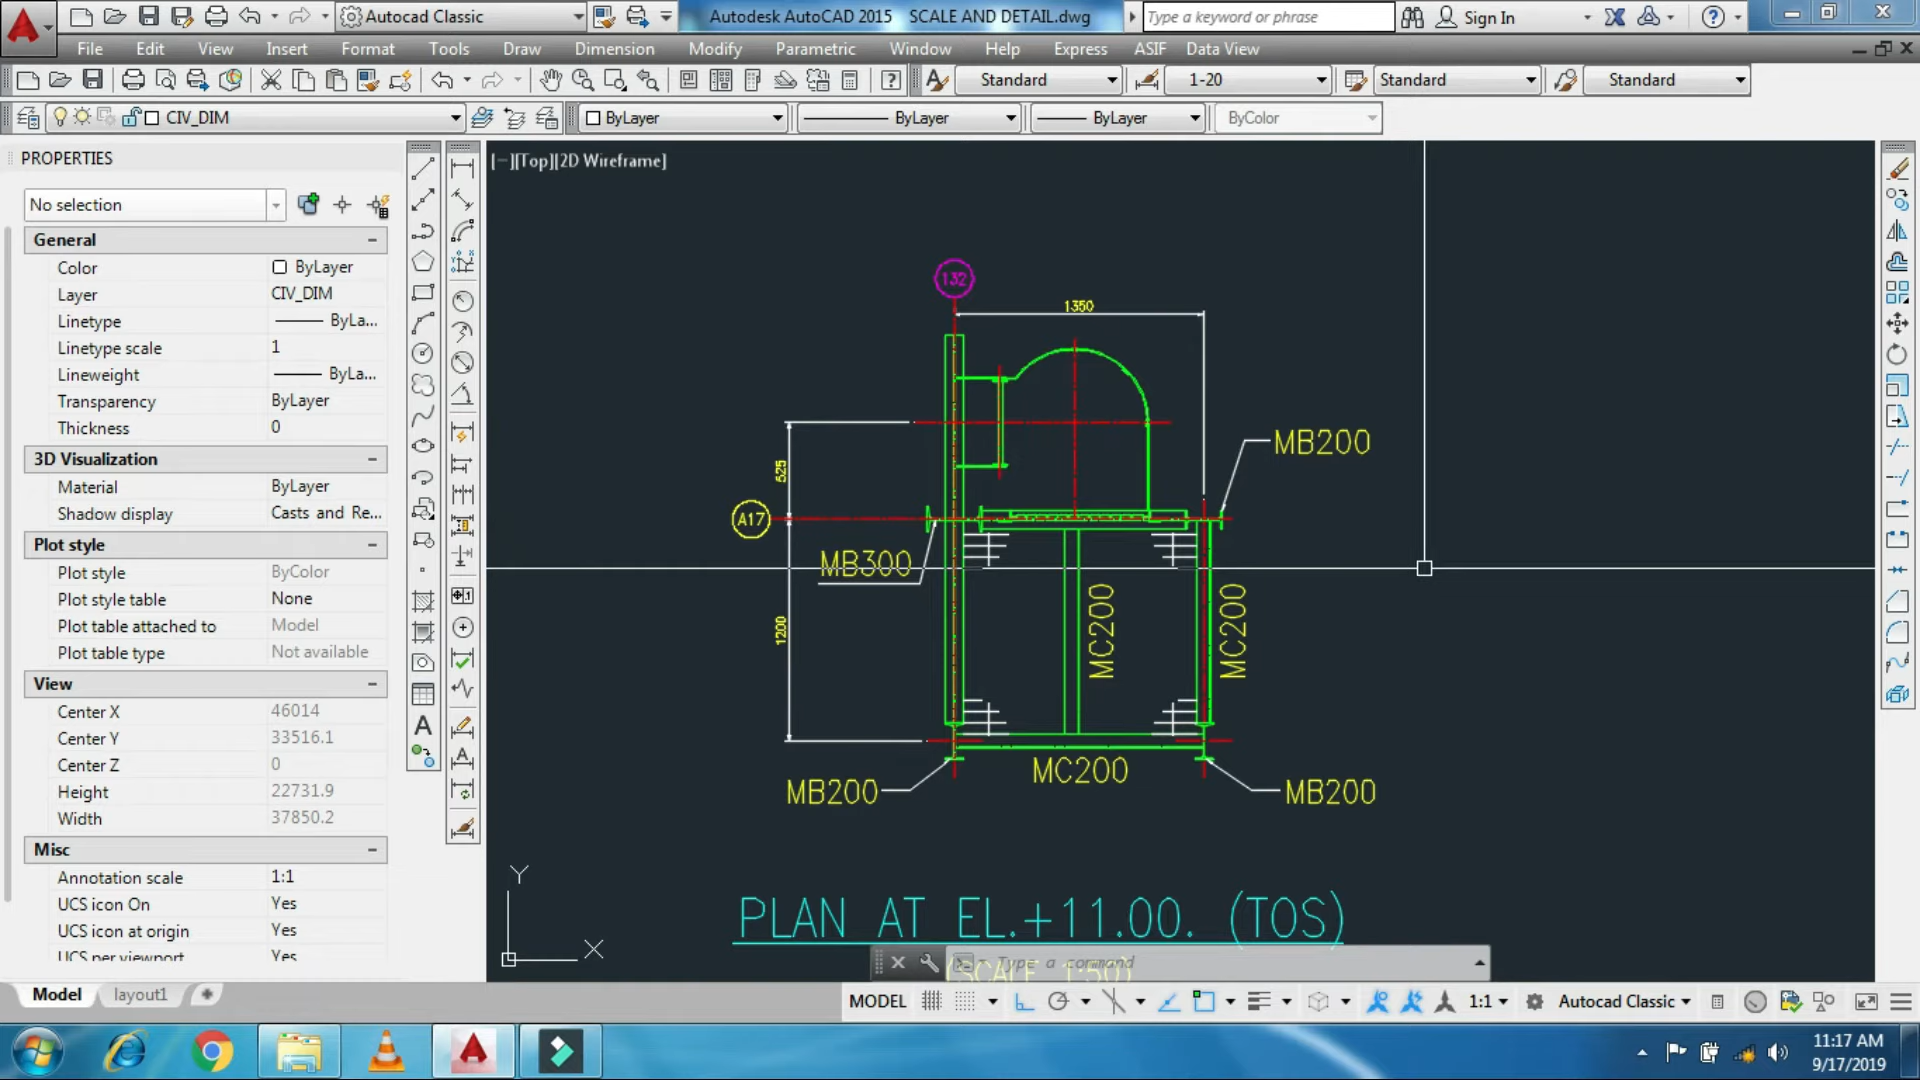 Autocad Classic
Autodesk AutoCAD 2015 SCALE AND DETAIL.dwg
Type a keyword or phrase
Sign In
File Edit View Insert Format Tools Draw Dimension Modify Parametric Window Help Express ASIF Data View
Standard 1-20 Standard Standard
CIV_DIM ByLayer ByLayer ByLayer ByColor
PROPERTIES
No selection
General
Color ByLayer
Layer CIV_DIM
Linetype ByLa...
Linetype scale 1
Lineweight ByLa...
Transparency ByLayer
Thickness 0
3D Visualization
Material ByLayer
Shadow display Casts and Re...
Plot style
Plot style ByColor
Plot style table None
Plot table attached to Model
Plot table type Not available
View
Center X 46014
Center Y 33516.1
Center Z 0
Height 22731.9
Width 37850.2
Misc
Annotation scale 1:1
UCS icon On Yes
UCS icon at origin Yes
UCS per viewport Yes
[−][Top][2D Wireframe]
132
1350
MB200
525
A17
MB300
1200
MC200
MC200
MB200
MC200
MB200
PLAN AT EL.+11.00. (TOS)
(SCALE 1:50)
Y
X
Type a command
Model layout1
MODEL 1:1 Autocad Classic
11:17 AM
9/17/2019